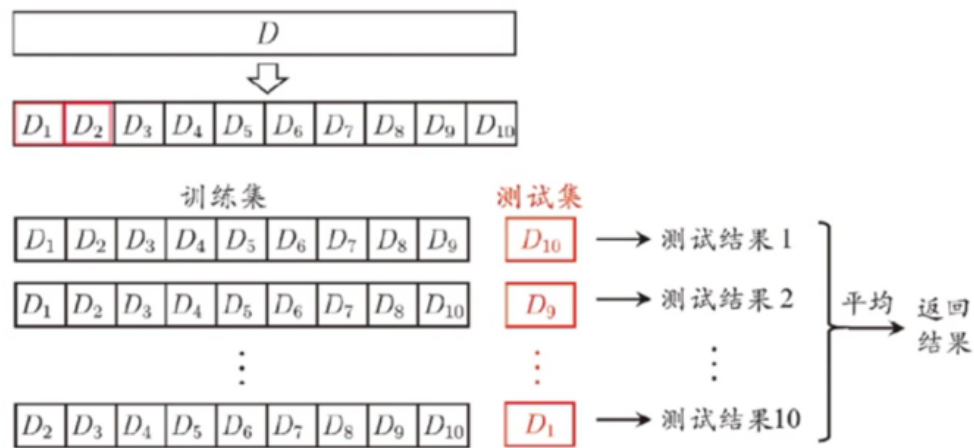 D
D₁ D₂ D₃ D₄ D₅ D₆ D₇ D₈ D₉ D₁₀
训练集 测试集
D₁ D₂ D₃ D₄ D₅ D₆ D₇ D₈ D₉ D₁₀ 测试结果 1
D₁ D₂ D₃ D₄ D₅ D₆ D₇ D₈ D₁₀ D₉ 测试结果 2
平均 返回
结果
D₂ D₃ D₄ D₅ D₆ D₇ D₈ D₉ D₁₀ D₁ 测试结果10